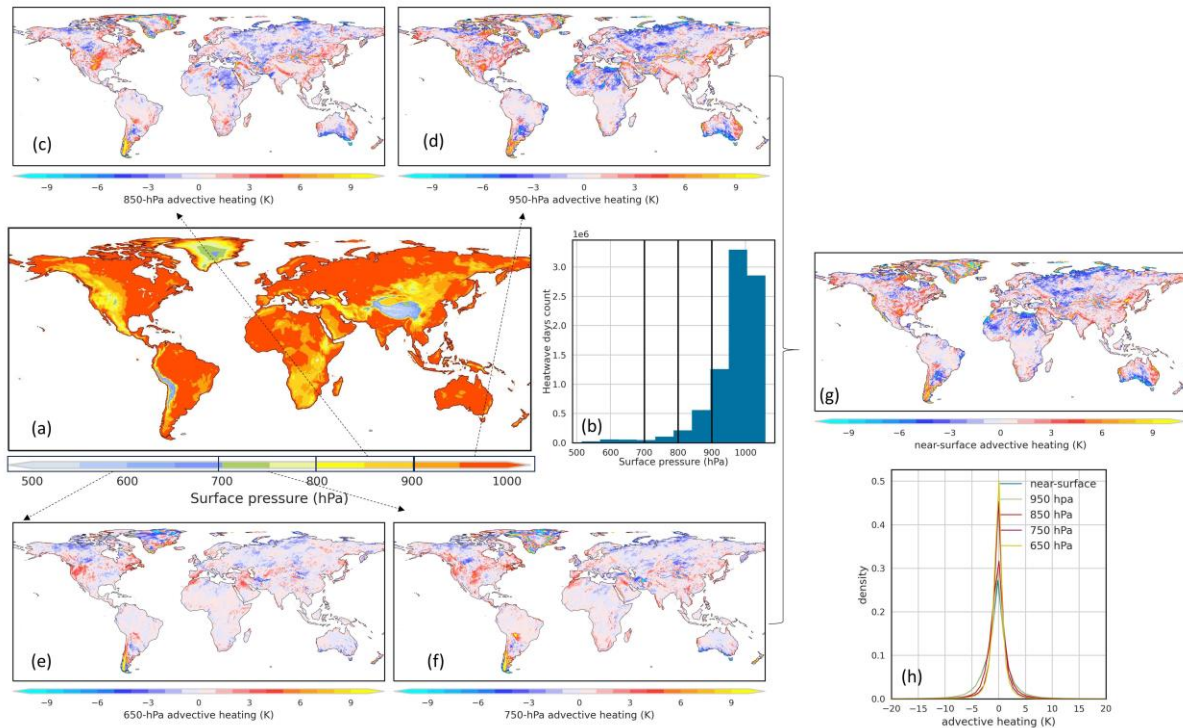 (c)
−9 −6 −3 0 3 6 9
850-hPa advective heating (K)
(d)
−9 −6 −3 0 3 6 9
950-hPa advective heating (K)
(a)
500 600 700 800 900 1000
Surface pressure (hPa)
1e6
3.0
2.5
2.0
1.5
1.0
0.5
0.0
Heatwave days count
(b)
500 600 700 800 900 1000
Surface pressure (hPa)
(g)
−9 −6 −3 0 3 6 9
near-surface advective heating (K)
(e)
−9 −6 −3 0 3 6 9
650-hPa advective heating (K)
(f)
−9 −6 −3 0 3 6 9
750-hPa advective heating (K)
0.5
0.4
0.3
0.2
0.1
0.0
density
near-surface
950 hpa
850 hPa
750 hPa
650 hPa
(h)
−20 −15 −10 −5 0 5 10 15 20
advective heating (K)